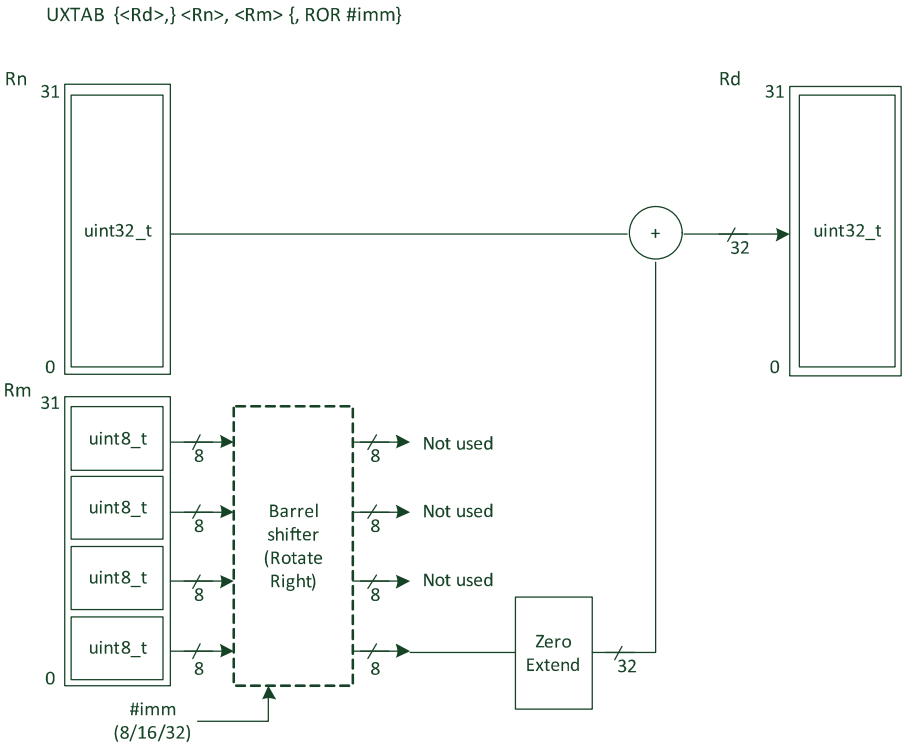 UXTAB {<Rd>,} <Rn>, <Rm> {, ROR #imm}
Rn
31
uint32_t
0
Rd
31
uint32_t
0
+
32
Rm
31
uint8_t
uint8_t
uint8_t
uint8_t
0
8
8
8
8
Barrel
shifter
(Rotate
Right)
8
Not used
8
Not used
8
Not used
8
Zero
Extend
32
#imm
(8/16/32)